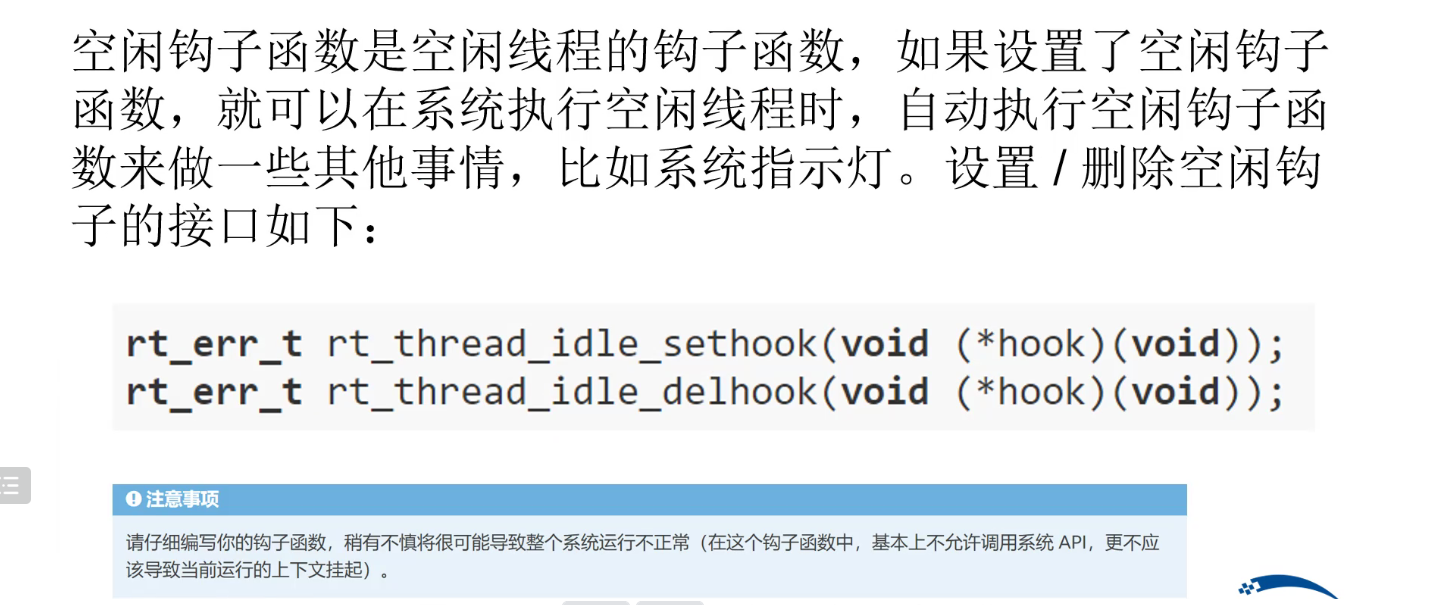 空闲钩子函数是空闲线程的钩子函数，如果设置了空闲钩子
函数，就可以在系统执行空闲线程时，自动执行空闲钩子函
数来做一些其他事情，比如系统指示灯。设置 / 删除空闲钩
子的接口如下：
rt_err_t rt_thread_idle_sethook(void (*hook)(void));
rt_err_t rt_thread_idle_delhook(void (*hook)(void));
注意事项
请仔细编写你的钩子函数，稍有不慎将很可能导致整个系统运行不正常（在这个钩子函数中，基本上不允许调用系统 API，更不应
该导致当前运行的上下文挂起）。